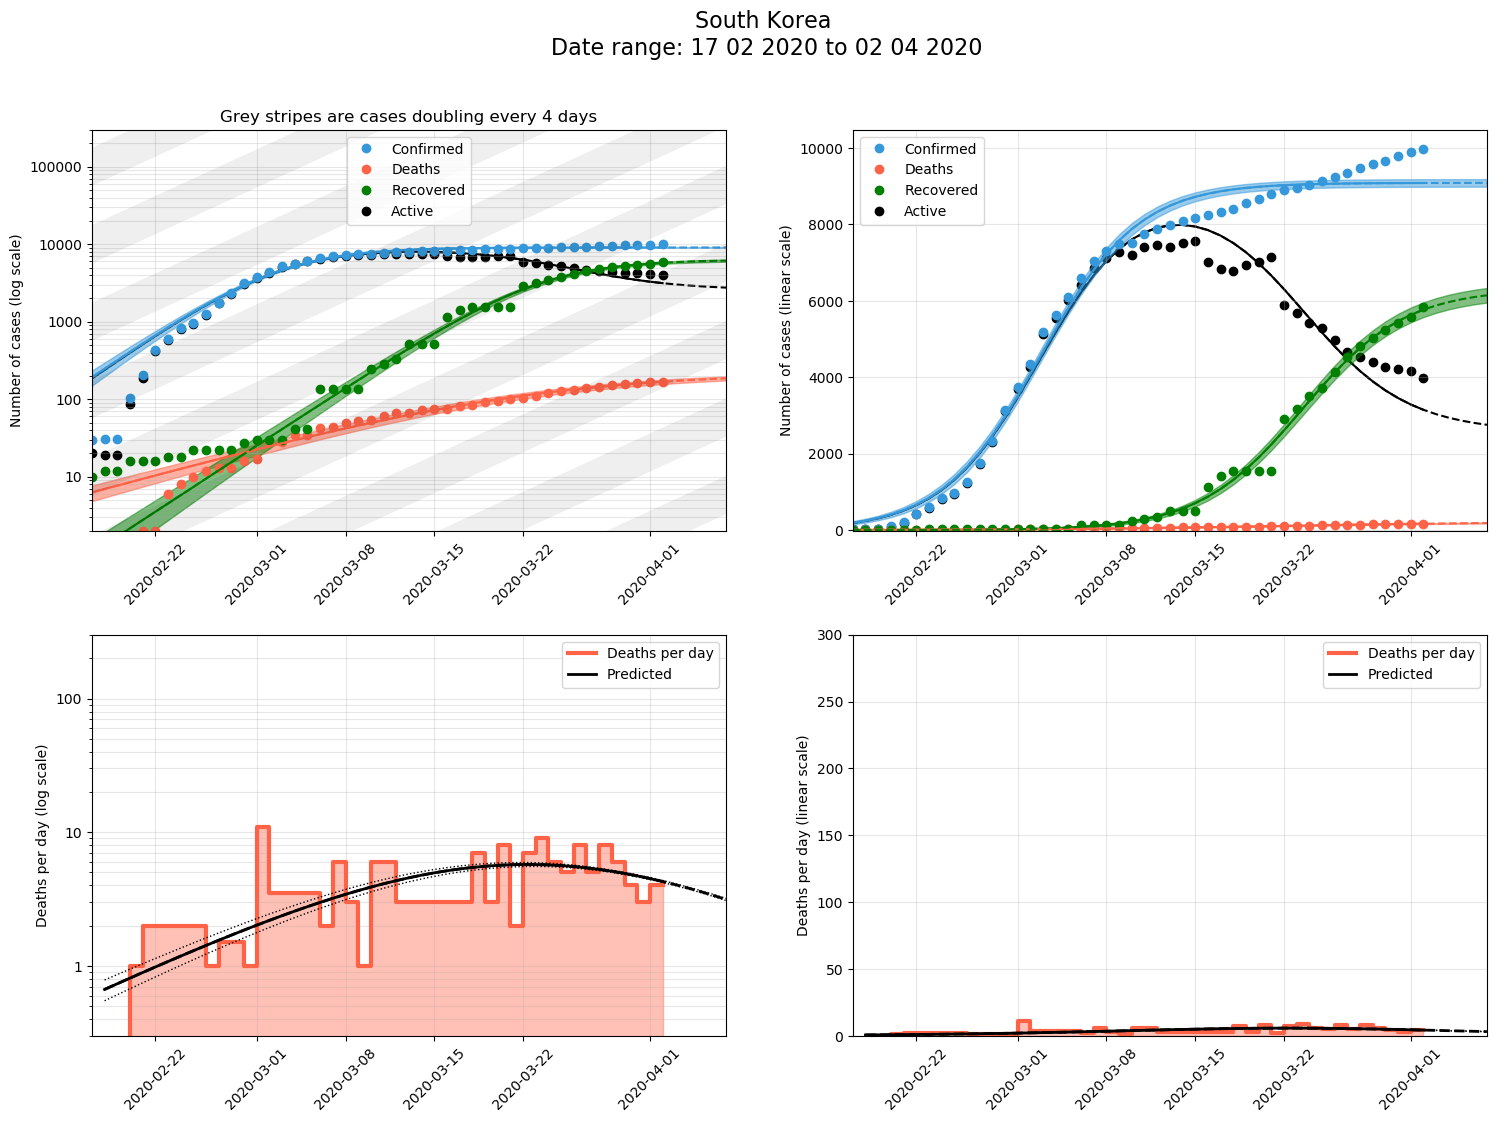 South Korea
Date range: 17 02 2020 to 02 04 2020
Grey stripes are cases doubling every 4 days
Number of cases (log scale)
100000
10000
1000
100
10
Confirmed
Deaths
Recovered
Active
2020-02-22
2020-03-01
2020-03-08
2020-03-15
2020-03-22
2020-04-01
Number of cases (linear scale)
10000
8000
6000
4000
2000
0
Confirmed
Deaths
Recovered
Active
2020-02-22
2020-03-01
2020-03-08
2020-03-15
2020-03-22
2020-04-01
Deaths per day (log scale)
100
10
1
Deaths per day
Predicted
2020-02-22
2020-03-01
2020-03-08
2020-03-15
2020-03-22
2020-04-01
Deaths per day (linear scale)
300
250
200
150
100
50
0
Deaths per day
Predicted
2020-02-22
2020-03-01
2020-03-08
2020-03-15
2020-03-22
2020-04-01